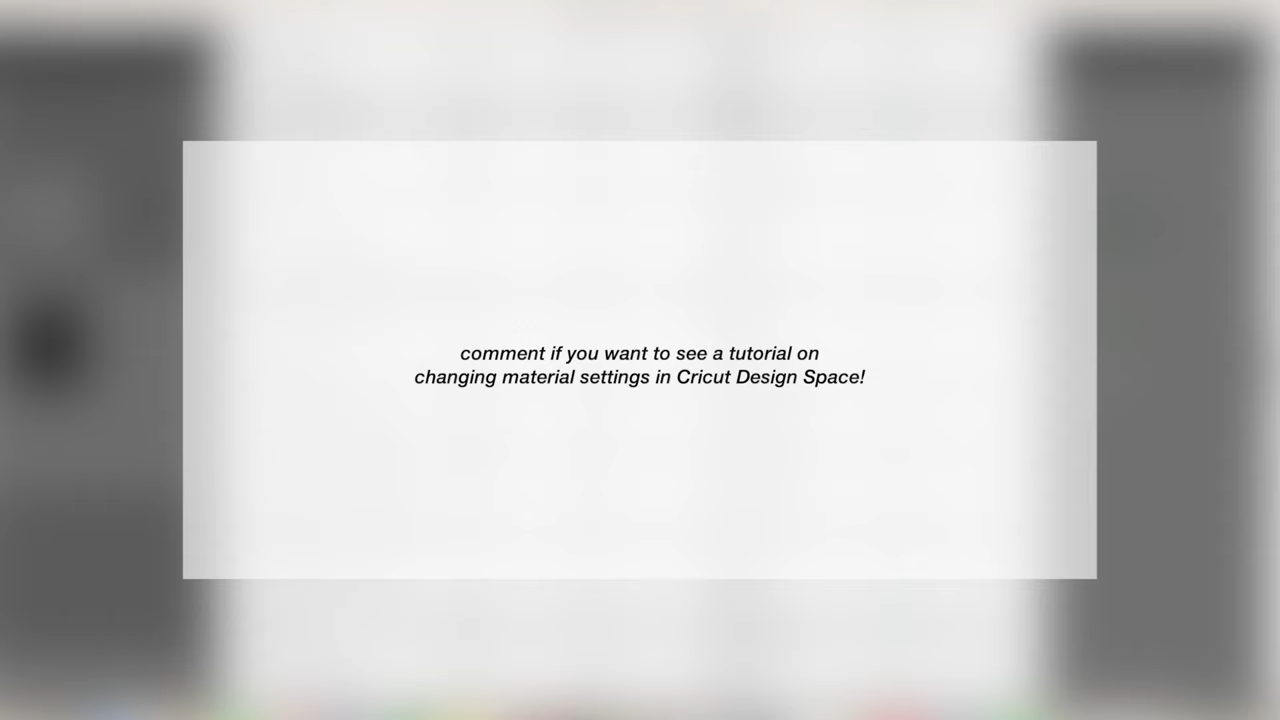 comment if you want to see a tutorial on
changing material settings in Cricut Design Space!